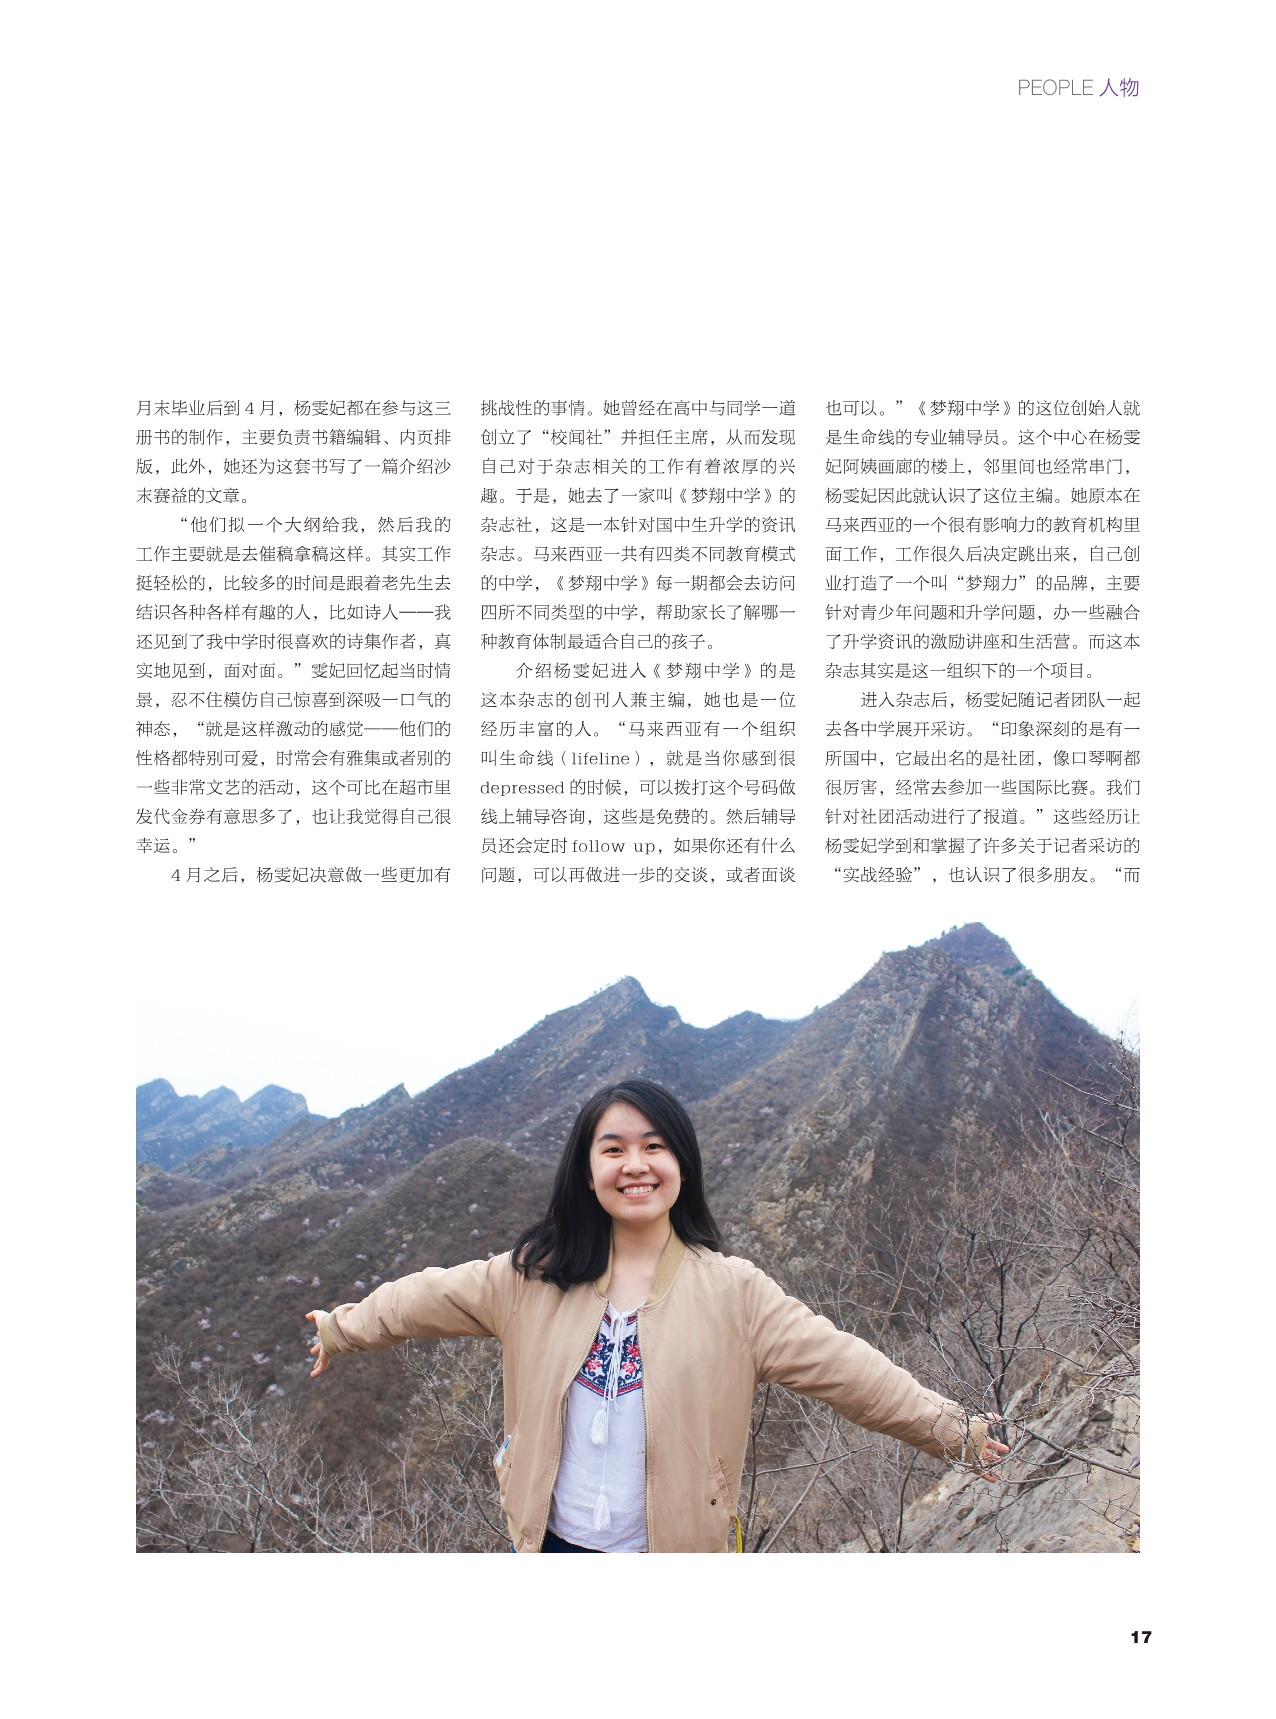 PEOPLE 人物
月末毕业后到 4 月，杨雯妃都在参与这三
册书的制作，主要负责书籍编辑、内页排
版，此外，她还为这套书写了一篇介绍沙
末赛益的文章。
“他们拟一个大纲给我，然后我的
工作主要就是去催稿拿稿这样。其实工作
挺轻松的，比较多的时间是跟着老先生去
结识各种各样有趣的人，比如诗人——我
还见到了我中学时很喜欢的诗集作者，真
实地见到，面对面。”雯妃回忆起当时情
景，忍不住模仿自己惊喜到深吸一口气的
神态，“就是这样激动的感觉——他们的
性格都特别可爱，时常会有雅集或者别的
一些非常文艺的活动，这个可比在超市里
发代金券有意思多了，也让我觉得自己很
幸运。”
4 月之后，杨雯妃决意做一些更加有
挑战性的事情。她曾经在高中与同学一道
创立了“校闻社”并担任主席，从而发现
自己对于杂志相关的工作有着浓厚的兴
趣。于是，她去了一家叫《梦翔中学》的
杂志社，这是一本针对国中生升学的资讯
杂志。马来西亚一共有四类不同教育模式
的中学，《梦翔中学》每一期都会去访问
四所不同类型的中学，帮助家长了解哪一
种教育体制最适合自己的孩子。
介绍杨雯妃进入《梦翔中学》的是
这本杂志的创刊人兼主编，她也是一位
经历丰富的人。“马来西亚有一个组织
叫生命线（lifeline），就是当你感到很
depressed 的时候，可以拨打这个号码做
线上辅导咨询，这些是免费的。然后辅导
员还会定时 follow up，如果你还有什么
问题，可以再做进一步的交谈，或者面谈
也可以。”《梦翔中学》的这位创始人就
是生命线的专业辅导员。这个中心在杨雯
妃阿姨画廊的楼上，邻里间也经常串门，
杨雯妃因此就认识了这位主编。她原本在
马来西亚的一个很有影响力的教育机构里
面工作，工作很久后决定跳出来，自己创
业打造了一个叫“梦翔力”的品牌，主要
针对青少年问题和升学问题，办一些融合
了升学资讯的激励讲座和生活营。而这本
杂志其实是这一组织下的一个项目。
进入杂志后，杨雯妃随记者团队一起
去各中学展开采访。“印象深刻的是有一
所国中，它最出名的是社团，像口琴啊都
很厉害，经常去参加一些国际比赛。我们
针对社团活动进行了报道。”这些经历让
杨雯妃学到和掌握了许多关于记者采访的
“实战经验”，也认识了很多朋友。“而
17